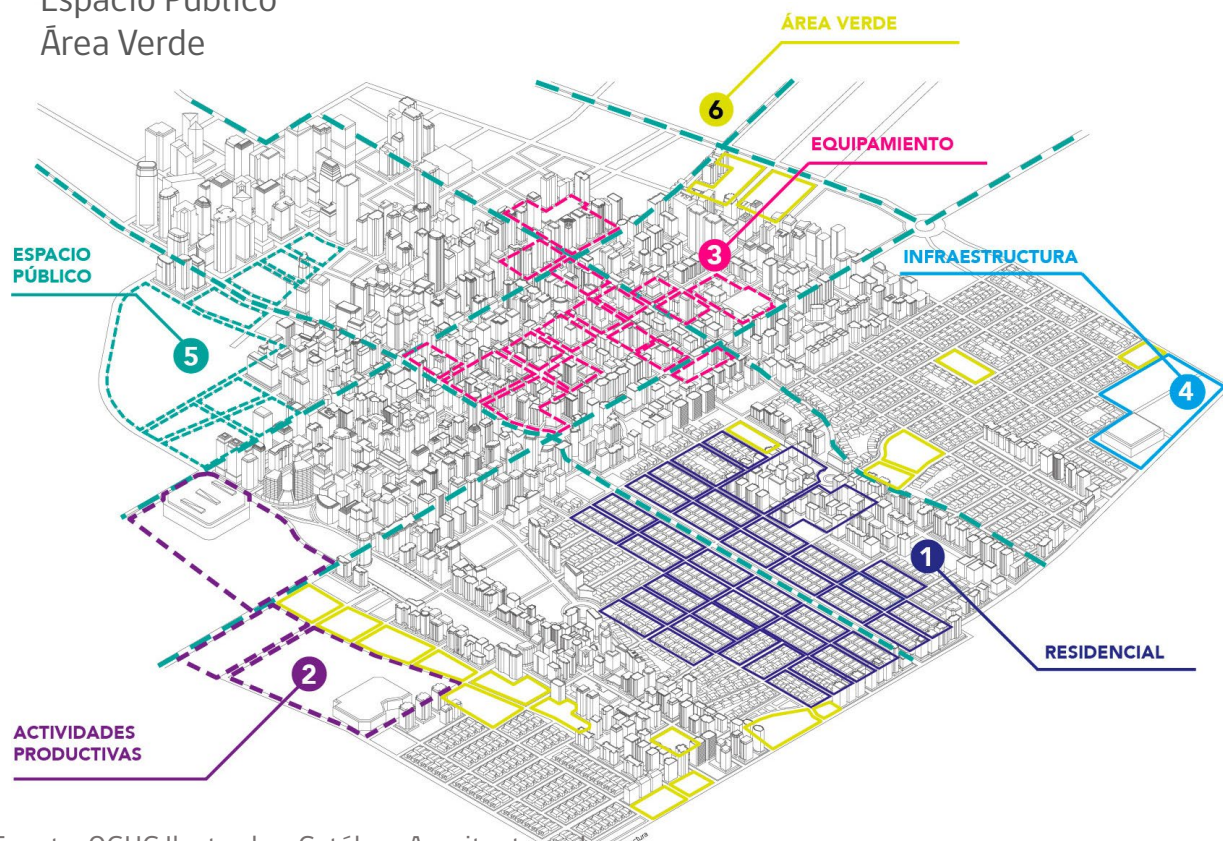 Espacio Público
Área Verde
ÁREA VERDE
6
EQUIPAMIENTO
3
ESPACIO
PÚBLICO
5
INFRAESTRUCTURA
4
1
RESIDENCIAL
2
ACTIVIDADES
PRODUCTIVAS